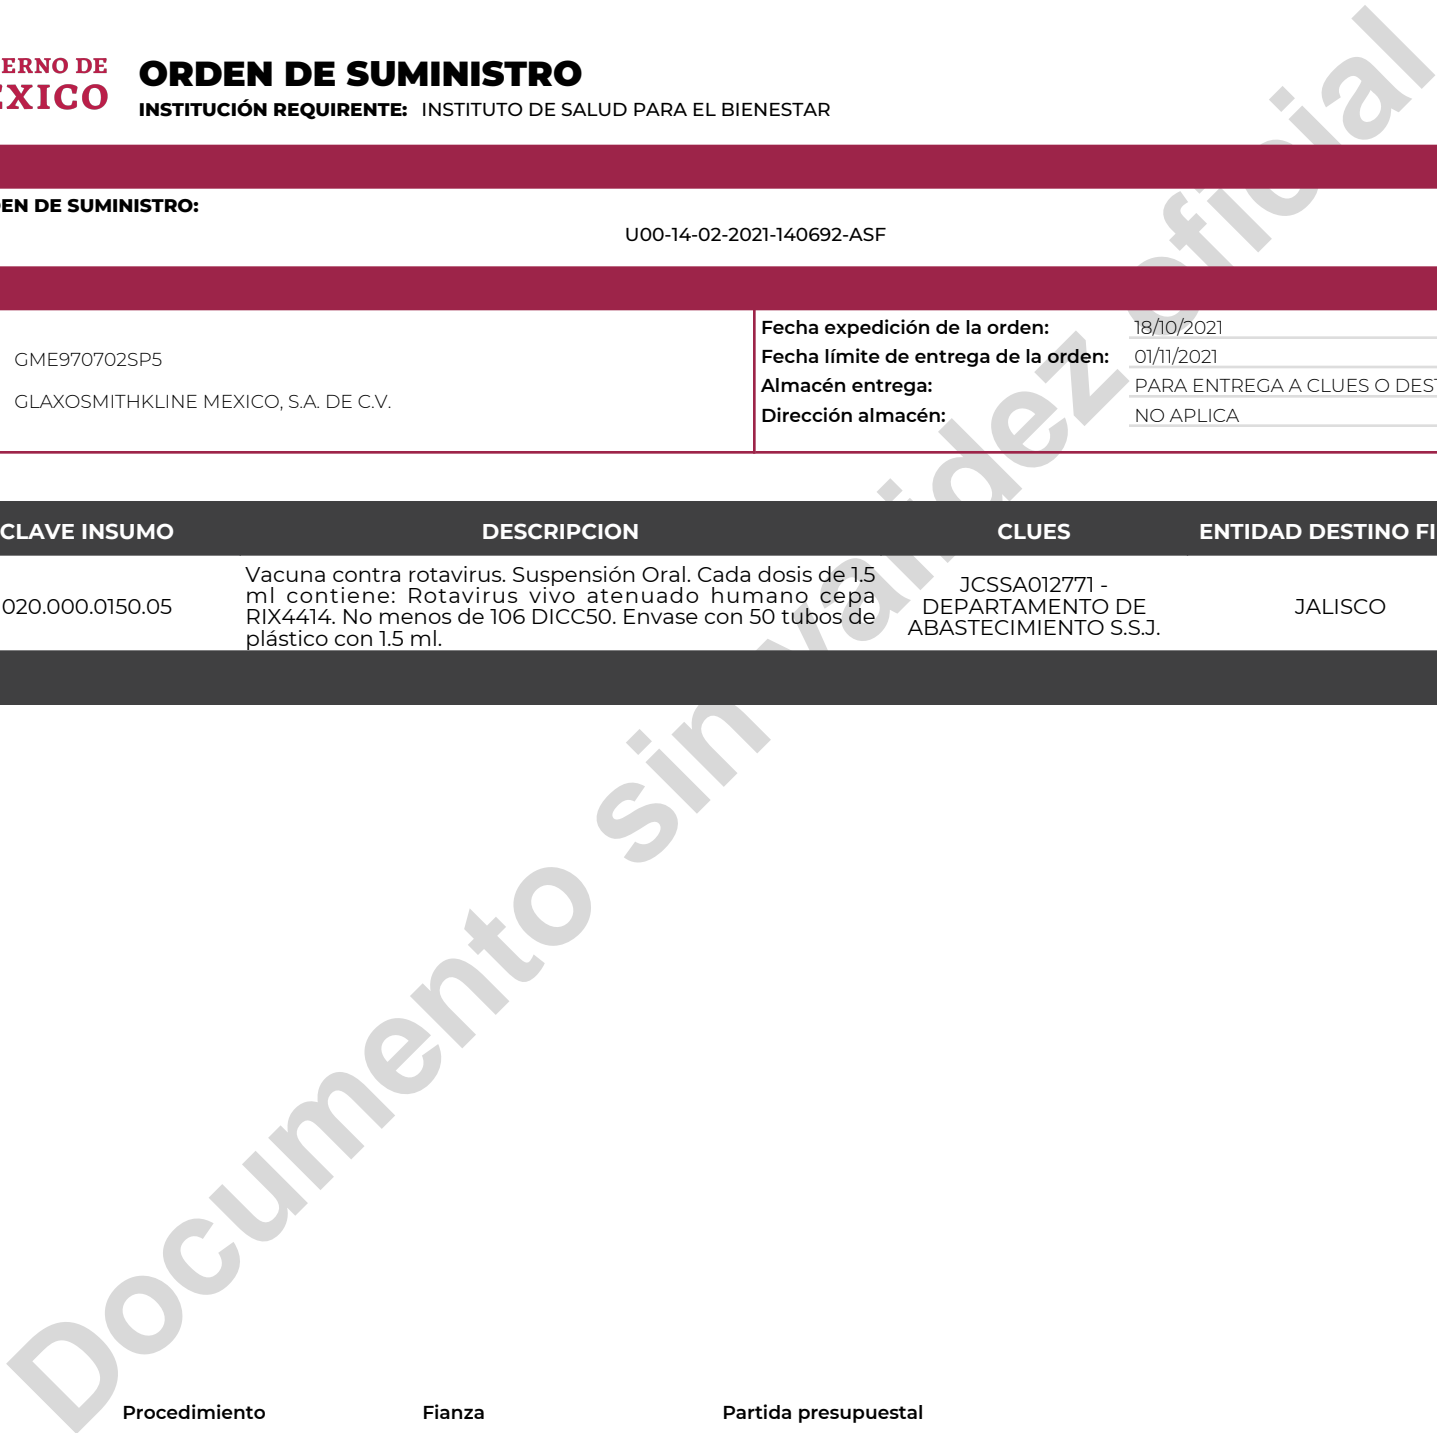 ERNO DE
EXICO
ORDEN DE SUMINISTRO
INSTITUCIÓN REQUIRENTE: INSTITUTO DE SALUD PARA EL BIENESTAR
EN DE SUMINISTRO:
U00-14-02-2021-140692-ASF
GME970702SP5
GLAXOSMITHKLINE MEXICO, S.A. DE C.V.
Fecha expedición de la orden: 18/10/2021
Fecha límite de entrega de la orden: 01/11/2021
Almacén entrega: PARA ENTREGA A CLUES O DEST
Dirección almacén: NO APLICA
CLAVE INSUMO DESCRIPCION CLUES ENTIDAD DESTINO FI
020.000.0150.05
Vacuna contra rotavirus. Suspensión Oral. Cada dosis de 1.5
ml contiene: Rotavirus vivo atenuado humano cepa
RIX4414. No menos de 106 DICC50. Envase con 50 tubos de
plástico con 1.5 ml.
JCSSA012771 -
DEPARTAMENTO DE
ABASTECIMIENTO S.S.J.
JALISCO
Documento sin validez oficial
Procedimiento Fianza Partida presupuestal